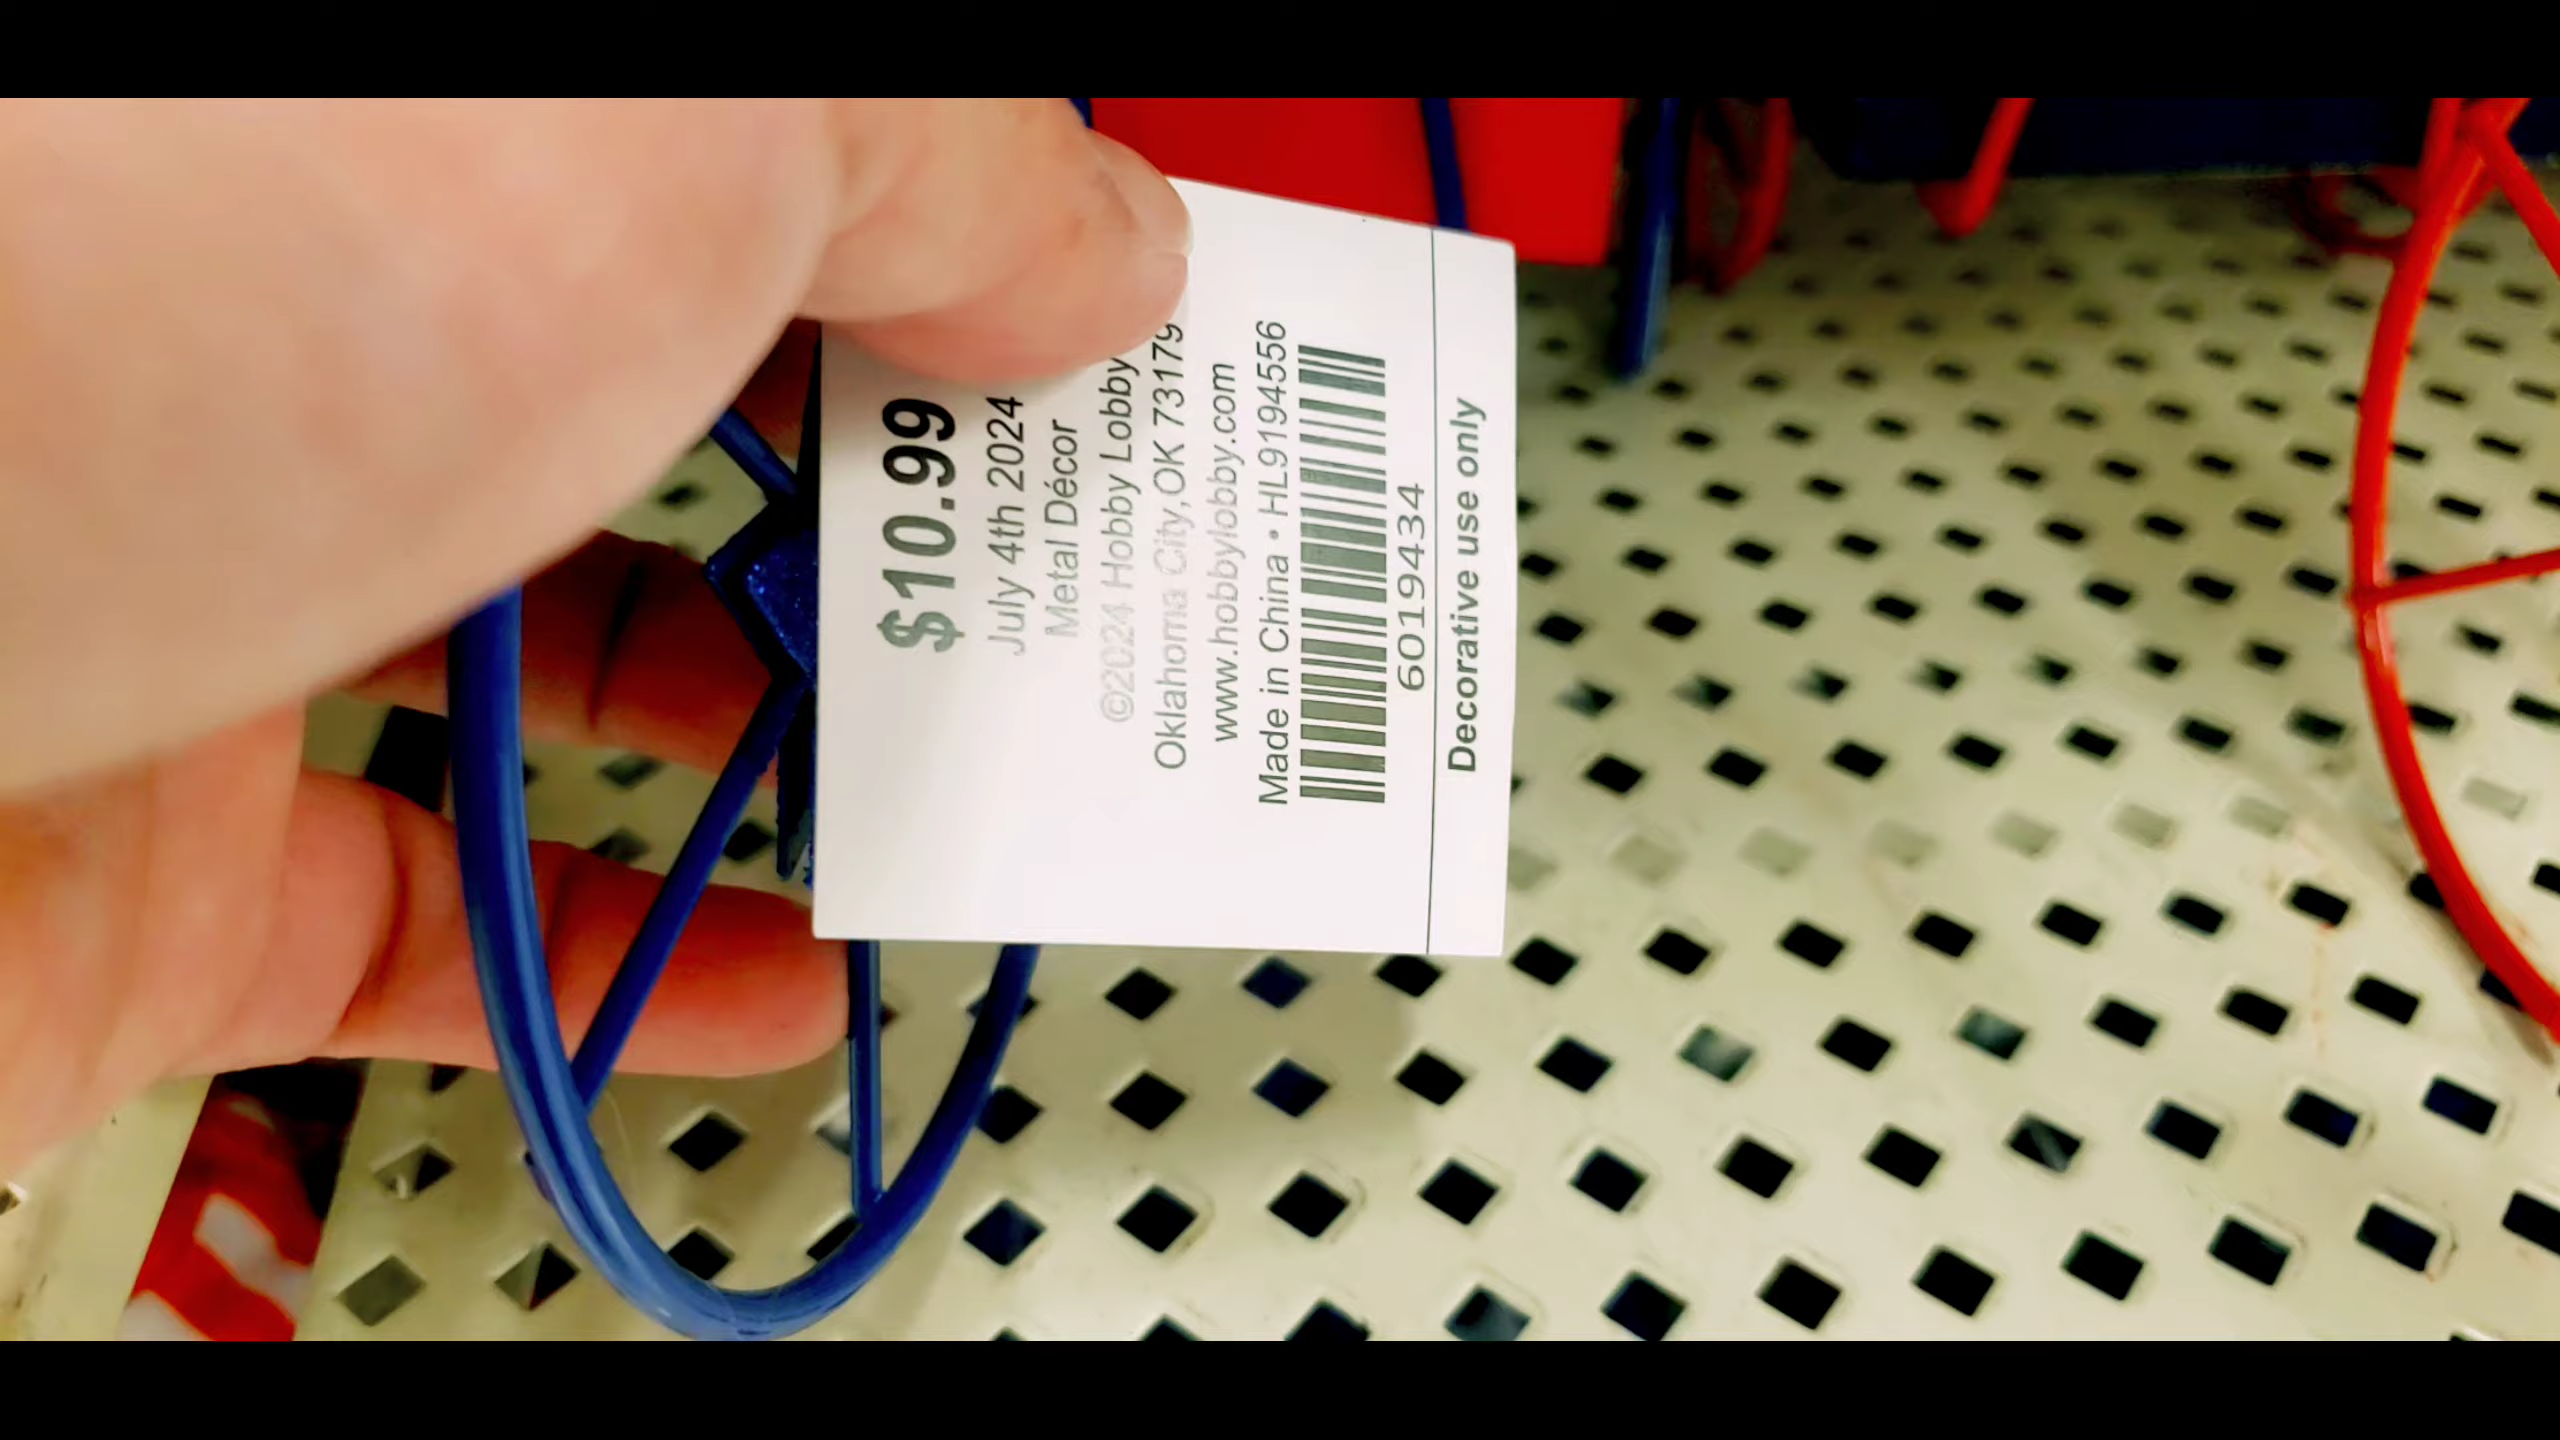 $10.99
July 4th 2024
Metal Décor
©2024 Hobby Lobby
Oklahoma City,OK 73179
www.hobbylobby.com
Made in China • HL9194556
6019434
Decorative use only